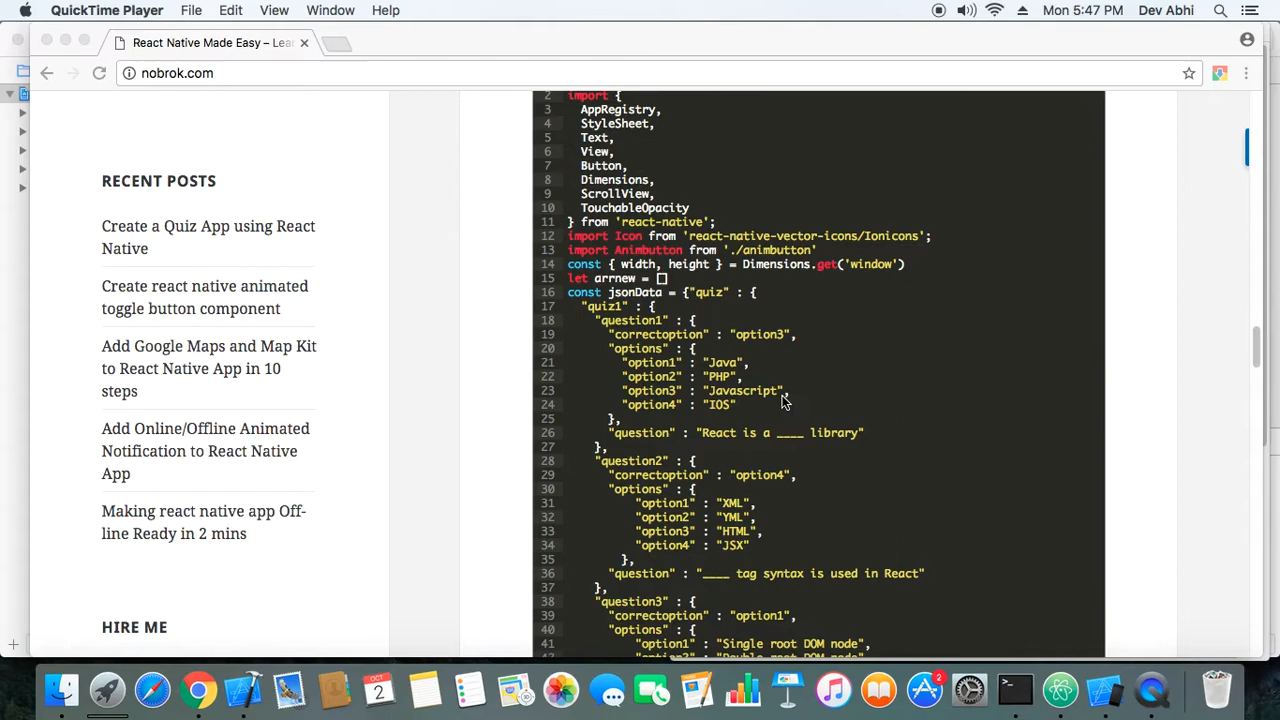 QuickTime Player File Edit View Window Help Mon 5:47 PM Dev Abhi
React Native Made Easy – Lea
nobrok.com
RECENT POSTS
Create a Quiz App using React
Native
Create react native animated
toggle button component
Add Google Maps and Map Kit
to React Native App in 10
steps
Add Online/Offline Animated
Notification to React Native
App
Making react native app Off-
line Ready in 2 mins
HIRE ME
2 import {
3 AppRegistry,
4 StyleSheet,
5 Text,
6 View,
7 Button,
8 Dimensions,
9 ScrollView,
10 TouchableOpacity
11 } from 'react-native';
12 import Icon from 'react-native-vector-icons/Ionicons';
13 import Animbutton from './animbutton'
14 const { width, height } = Dimensions.get('window')
15 let arrnew = []
16 const jsonData = {"quiz" : {
17 "quiz1" : {
18 "question1" : {
19 "correctoption" : "option3",
20 "options" : {
21 "option1" : "Java",
22 "option2" : "PHP",
23 "option3" : "Javascript",
24 "option4" : "IOS"
25 },
26 "question" : "React is a ____ library"
27 },
28 "question2" : {
29 "correctoption" : "option4",
30 "options" : {
31 "option1" : "XML",
32 "option2" : "YML",
33 "option3" : "HTML",
34 "option4" : "JSX"
35 },
36 "question" : "____ tag syntax is used in React"
37 },
38 "question3" : {
39 "correctoption" : "option1",
40 "options" : {
41 "option1" : "Single root DOM node",
OCT
2
2